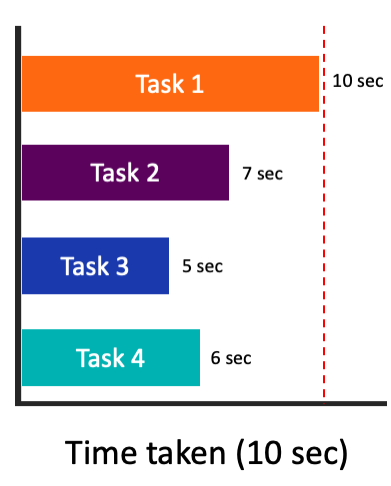 Task 1
10 sec
Task 2
7 sec
Task 3
5 sec
Task 4
6 sec
Time taken (10 sec)